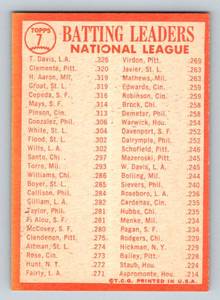 TOPPS
7
BATTING LEADERS
NATIONAL LEAGUE
T. Davis, L.A. .326
Clemente, Pitt. .320
H. Aaron, Mil. .319
Groat, St. L. .319
Cepeda, S.F. .316
Mays, S.F. .314
Pinson, Cin. .313
Gonzalez, Phil. .306
White, St. L. .304
Flood, St. L. .302
Wills, L.A. .302
Santo, Chi. .297
Torre, Mil. .293
Williams, Chi. .286
Boyer, St. L. .285
Callison, Phil. .284
Gilliam, L.A. .282
Taylor, Phil. .281
F. Alou, S.F. .281
McCovey, S.F. .280
Clendenon, Pitt. .275
Altman, St. L. .274
Rose, Cin. .273
Hunt, N.Y. .272
Fairly, L.A. .271
Virdon, Pitt. .269
Javier, St. L. .263
Mathews, Mil. .263
Edwards, Cin. .259
Robinson, Cin. .259
Brock, Chi. .258
Demeter, Phil. .258
Warwick, Hou. .254
Davenport, S.F. .252
Dalrymple, Phil.
Schofield, Pitt. .246
Mazeroski, Pitt. .245
W. Davis, L.A. .245
Bolling, Mil. .244
Sievers, Phil. .240
Roseboro, L.A.
Cardenas, Cin. .235
Hubbs, Chi. .235
Menke, Mil. .234
Pagan, S.F. .234
Rodgers, Chi. .229
Hickman, N.Y. .229
Bailey, Pitt. .228
Staub, Hou. .224
Aspromonte, Hou. .214
©T.C.G. PRINTED IN U.S.A.